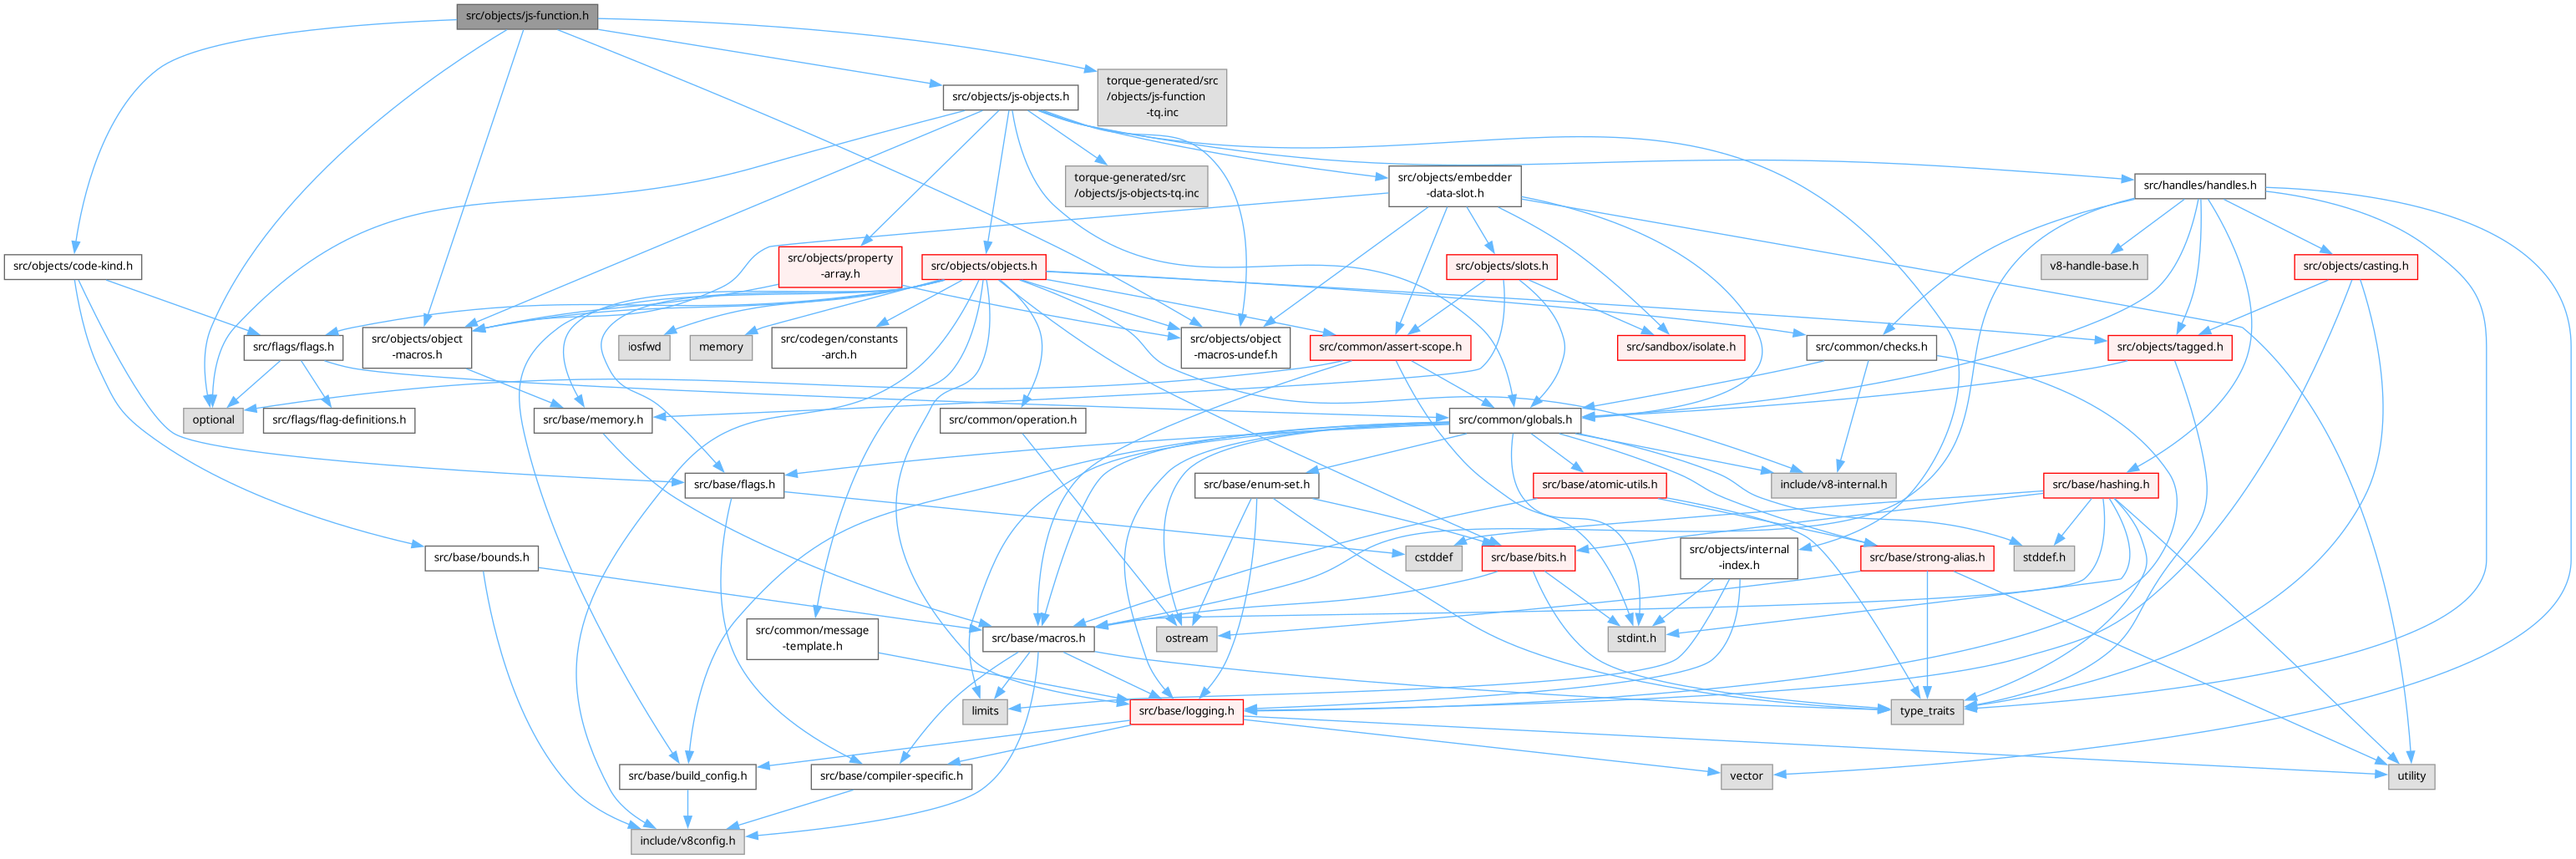 src/objects/js-function.h
torque-generated/src
/objects/js-function
-tq.inc
src/objects/js-objects.h
torque-generated/src
/objects/js-objects-tq.inc
src/objects/embedder
-data-slot.h
src/handles/handles.h
src/objects/code-kind.h
src/objects/property
-array.h
src/objects/objects.h
src/objects/slots.h
v8-handle-base.h
src/objects/casting.h
src/flags/flags.h
src/objects/object
-macros.h
iosfwd
memory
src/codegen/constants
-arch.h
src/objects/object
-macros-undef.h
src/common/assert-scope.h
src/sandbox/isolate.h
src/common/checks.h
src/objects/tagged.h
optional
src/flags/flag-definitions.h
src/base/memory.h
src/common/operation.h
src/common/globals.h
src/base/flags.h
src/base/enum-set.h
src/base/atomic-utils.h
include/v8-internal.h
src/base/hashing.h
src/base/bounds.h
cstddef
src/base/bits.h
src/objects/internal
-index.h
src/base/strong-alias.h
stddef.h
src/common/message
-template.h
src/base/macros.h
ostream
stdint.h
limits
src/base/logging.h
type_traits
src/base/build_config.h
src/base/compiler-specific.h
vector
utility
include/v8config.h